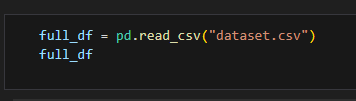 full_df = pd.read_csv("dataset.csv")
full_df